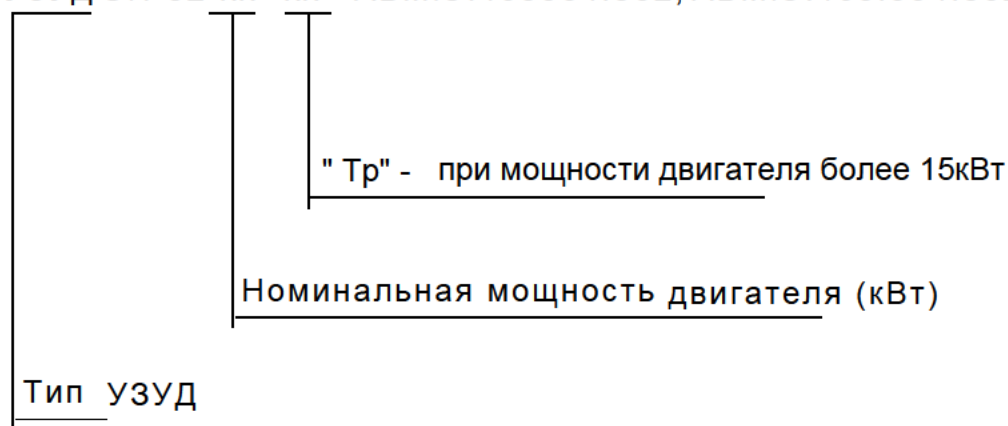 " Тр" - при мощности двигателя более 15кВт
Номинальная мощность двигателя (кВт)
Тип УЗУД